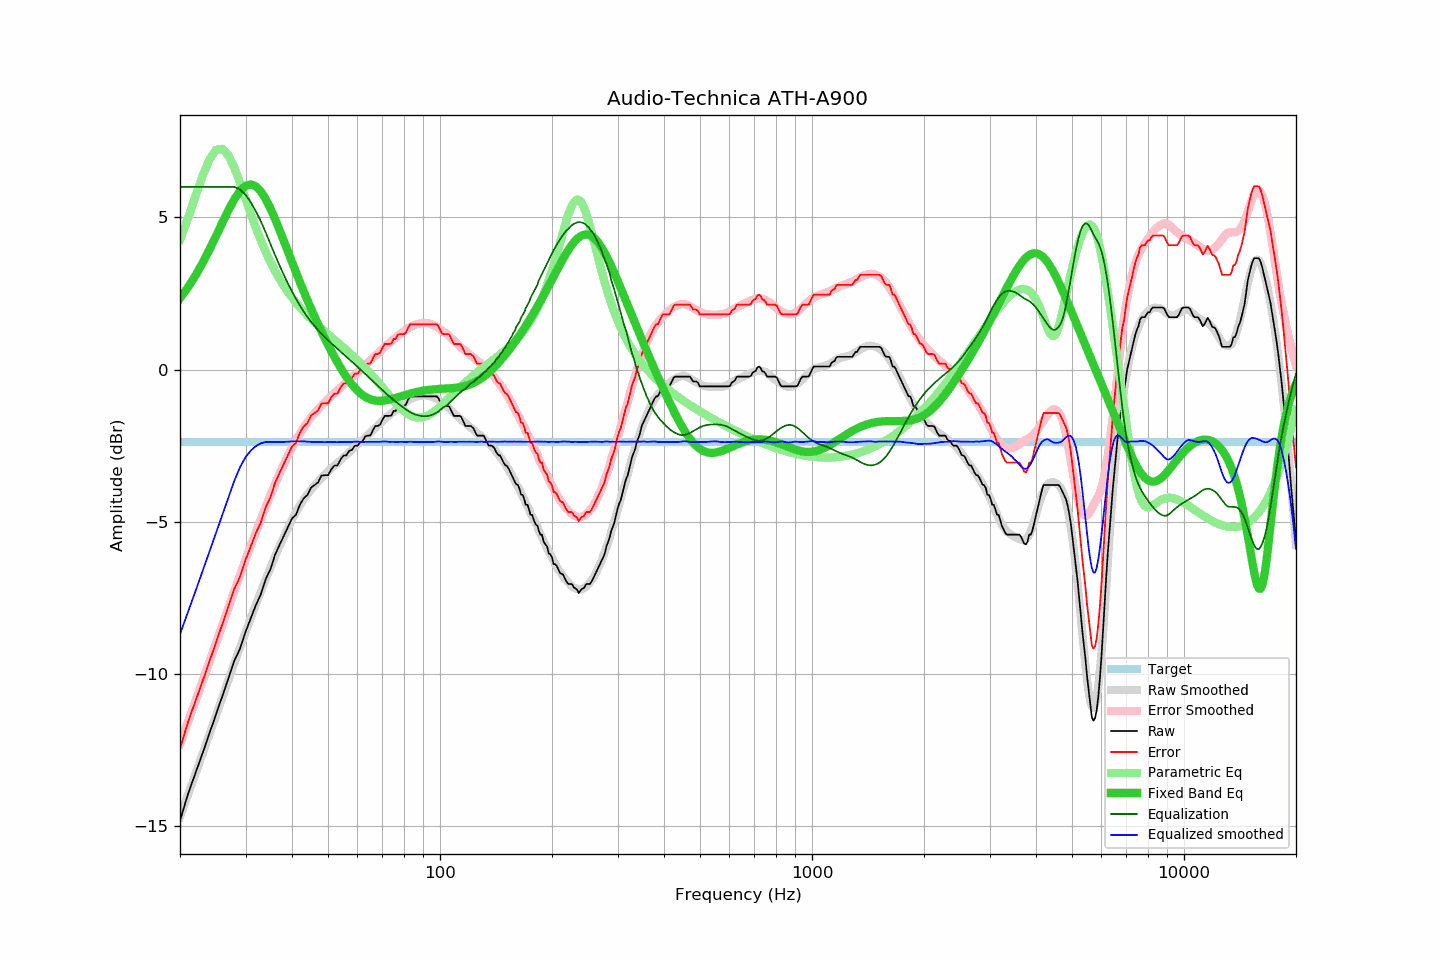 Audio-Technica ATH-A900
Amplitude (dBr)
5
0
−5
−10
−15
100
1000
10000
Frequency (Hz)
Target
Raw Smoothed
Error Smoothed
Raw
Error
Parametric Eq
Fixed Band Eq
Equalization
Equalized smoothed